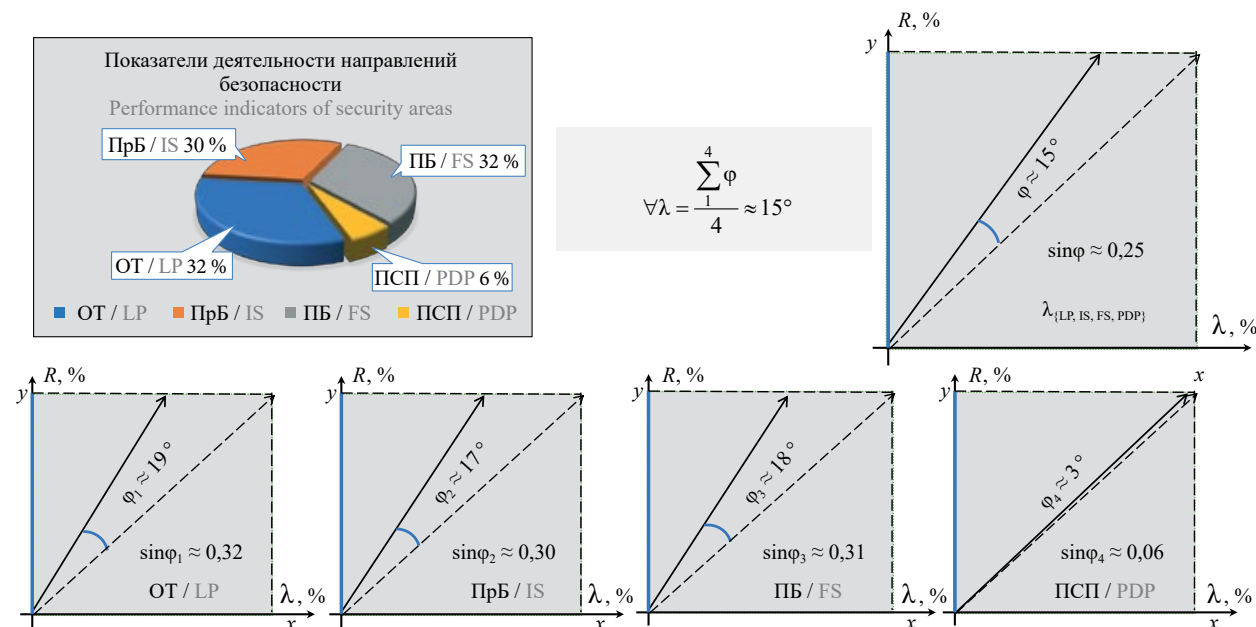 Показатели деятельности направлений
безопасности
Performance indicators of security areas
ПрБ / IS 30 %
ПБ / FS 32 %
ОТ / LP 32 %
ПСП / PDP 6 %
ОТ / LP ПрБ / IS ПБ / FS ПСП / PDP
∀λ = (∑₁⁴ φ)/4 ≈ 15°
R, %
y
φ ≈ 15°
sinφ ≈ 0,25
λ{LP, IS, FS, PDP}
λ, %
x
R, %
y
φ₁ ≈ 19°
sinφ₁ ≈ 0,32
ОТ / LP
λ, %
x
R, %
y
φ₂ ≈ 17°
sinφ₂ ≈ 0,30
ПрБ / IS
λ, %
x
R, %
y
φ₃ ≈ 18°
sinφ₃ ≈ 0,31
ПБ / FS
λ, %
x
R, %
y
φ₄ ≈ 3°
sinφ₄ ≈ 0,06
ПСП / PDP
λ, %
x